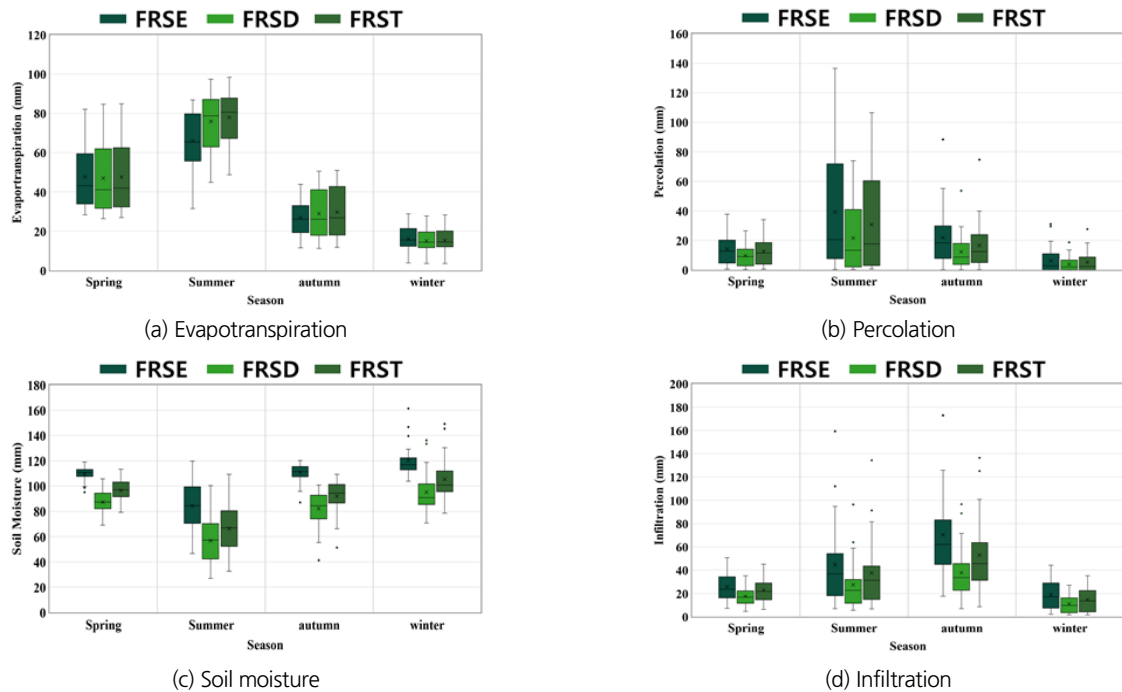 FRSE FRSD FRST
Evaportranspiration (mm)
120
100
80
60
40
20
0
Spring Summer autumn winter
Season
(a) Evapotranspiration
Percolation (mm)
160
140
120
100
80
60
40
20
0
Spring Summer autumn winter
Season
(b) Percolation
FRSE FRSD FRST
Soil Moisture (mm)
180
160
140
120
100
80
60
40
20
0
Spring Summer autumn winter
Season
(c) Soil moisture
FRSE FRSD FRST
Infiltration (mm)
200
180
160
140
120
100
80
60
40
20
0
Spring Summer autumn winter
Season
(d) Infiltration
FRSE FRSD FRST